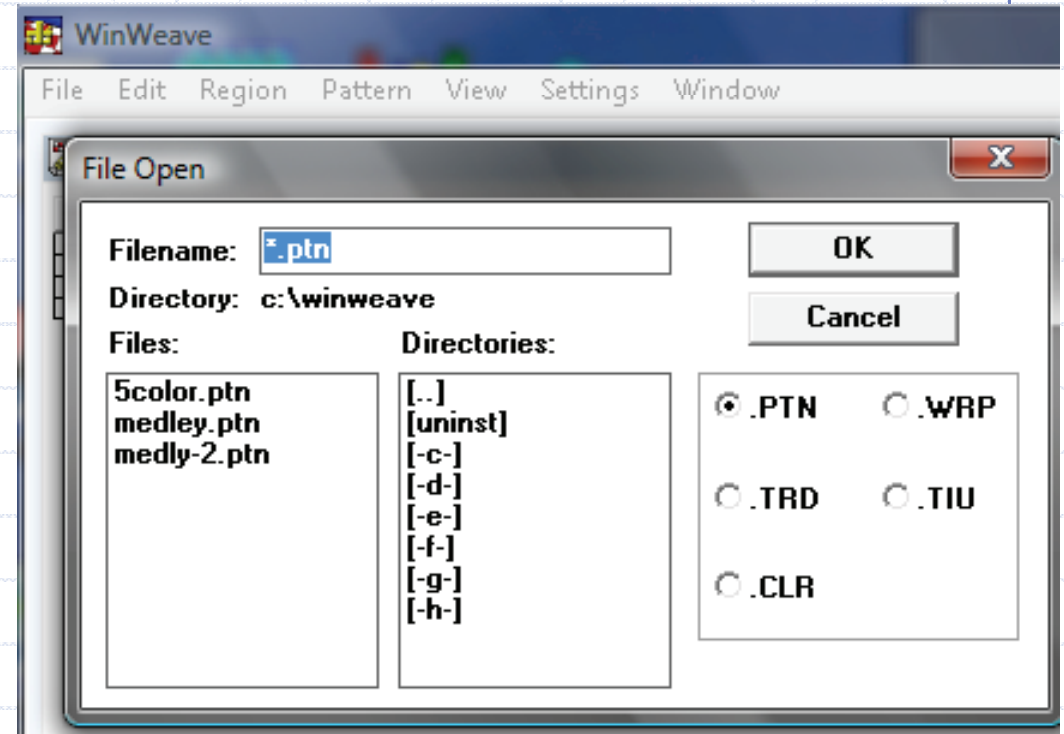 WinWeave
File Edit Region Pattern View Settings Window
File Open
Filename: *.ptn
OK
Directory: c:\winweave
Cancel
Files:
Directories:
5color.ptn
medley.ptn
medly-2.ptn
[..]
[uninst]
[-c-]
[-d-]
[-e-]
[-f-]
[-g-]
[-h-]
.PTN .WRP
.TRD .TIU
.CLR